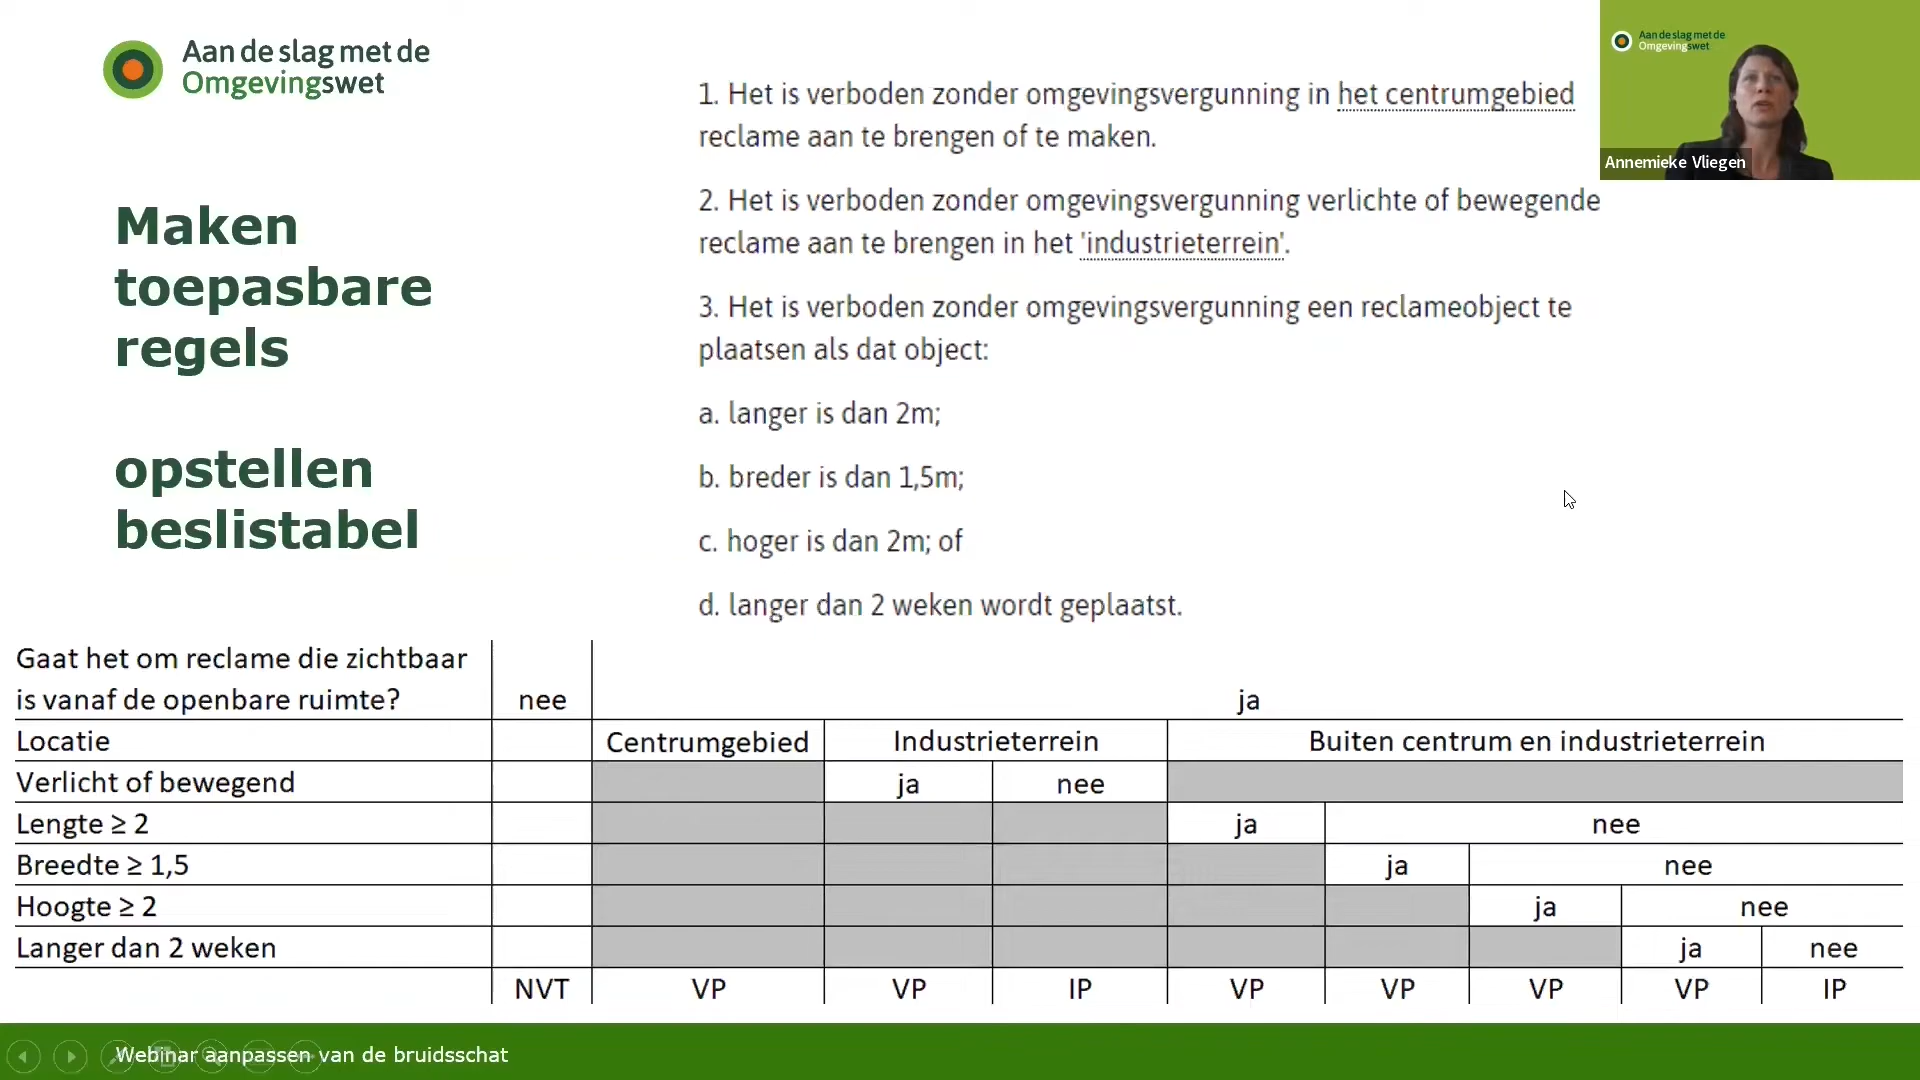 Aan de slag met de
Omgevingswet
Maken
toepasbare
regels
opstellen
beslistabel
1. Het is verboden zonder omgevingsvergunning in het centrumgebied
reclame aan te brengen of te maken.
2. Het is verboden zonder omgevingsvergunning verlichte of bewegende
reclame aan te brengen in het 'industrieterrein'.
3. Het is verboden zonder omgevingsvergunning een reclameobject te
plaatsen als dat object:
a. langer is dan 2m;
b. breder is dan 1,5m;
c. hoger is dan 2m; of
d. langer dan 2 weken wordt geplaatst.
Aan de slag met de
Omgevingswet
Annemieke Vliegen
Gaat het om reclame die zichtbaar
is vanaf de openbare ruimte? nee ja
Locatie Centrumgebied Industrieterrein Buiten centrum en industrieterrein
Verlicht of bewegend ja nee
Lengte ≥ 2 ja nee
Breedte ≥ 1,5 ja nee
Hoogte ≥ 2 ja nee
Langer dan 2 weken ja nee
NVT VP VP IP VP VP VP VP IP
Webinar aanpassen van de bruidsschat